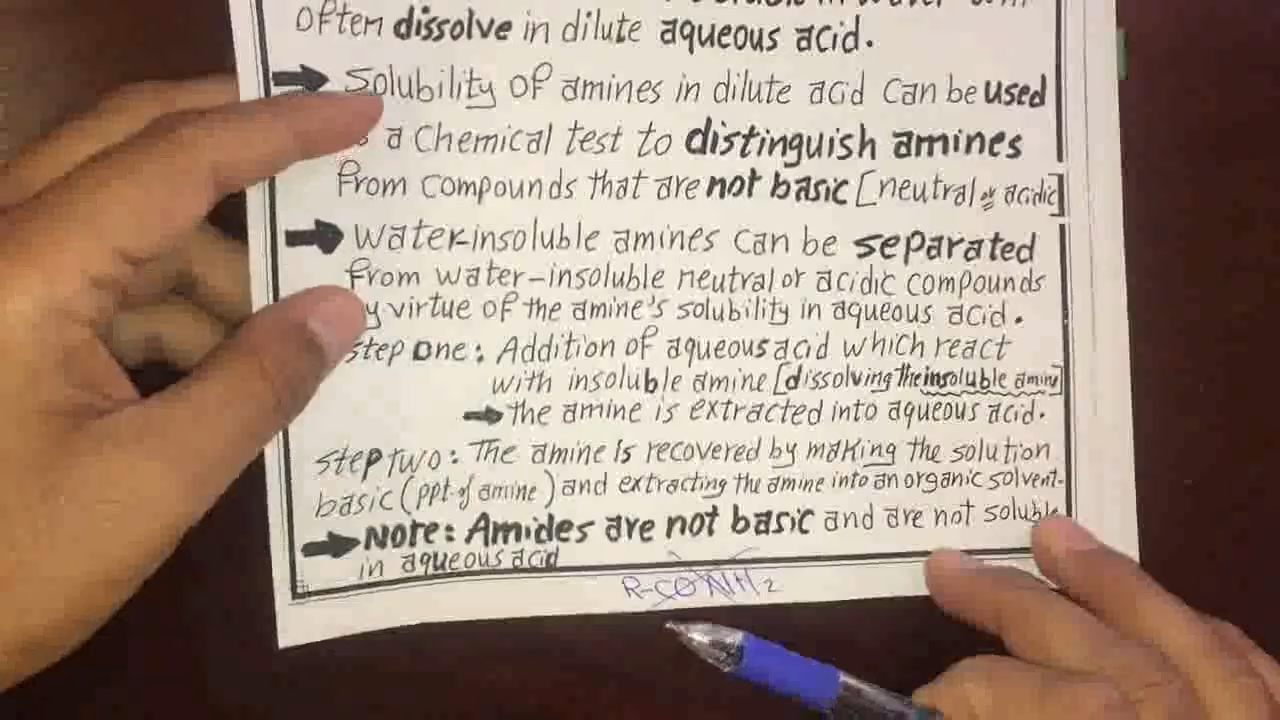 often dissolve in dilute aqueous acid.
Solubility of amines in dilute acid can be used
a chemical test to distinguish amines
from compounds that are not basic [neutral or acidic]
water-insoluble amines can be separated
from water-insoluble neutral or acidic compounds
y virtue of the amine's solubility in aqueous acid.
step one: Addition of aqueous acid which react
with insoluble amine [dissolving the insoluble amine]
the amine is extracted into aqueous acid.
step two: The amine is recovered by making the solution
basic (ppt. of amine) and extracting the amine into an organic solvent.
Note: Amides are not basic and are not soluble
in aqueous acid
R-CONH2